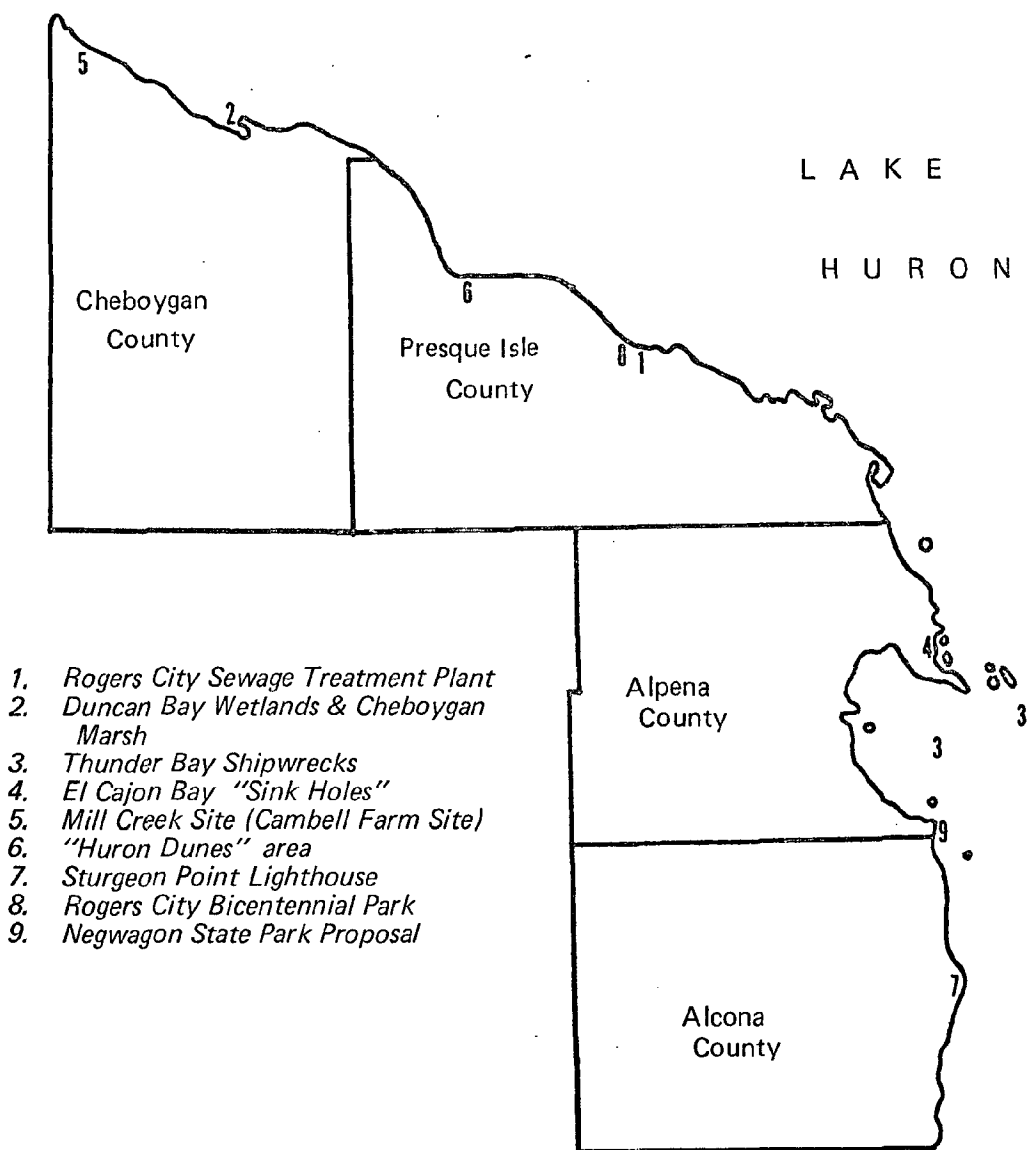 5
2
LAKE
HURON
6
Cheboygan
County
Presque Isle
County
8 1
4
Alpena
County
3
3
9
7
Alcona
County
1. Rogers City Sewage Treatment Plant
2. Duncan Bay Wetlands & Cheboygan
Marsh
3. Thunder Bay Shipwrecks
4. El Cajon Bay "Sink Holes"
5. Mill Creek Site (Cambell Farm Site)
6. "Huron Dunes" area
7. Sturgeon Point Lighthouse
8. Rogers City Bicentennial Park
9. Negwagon State Park Proposal